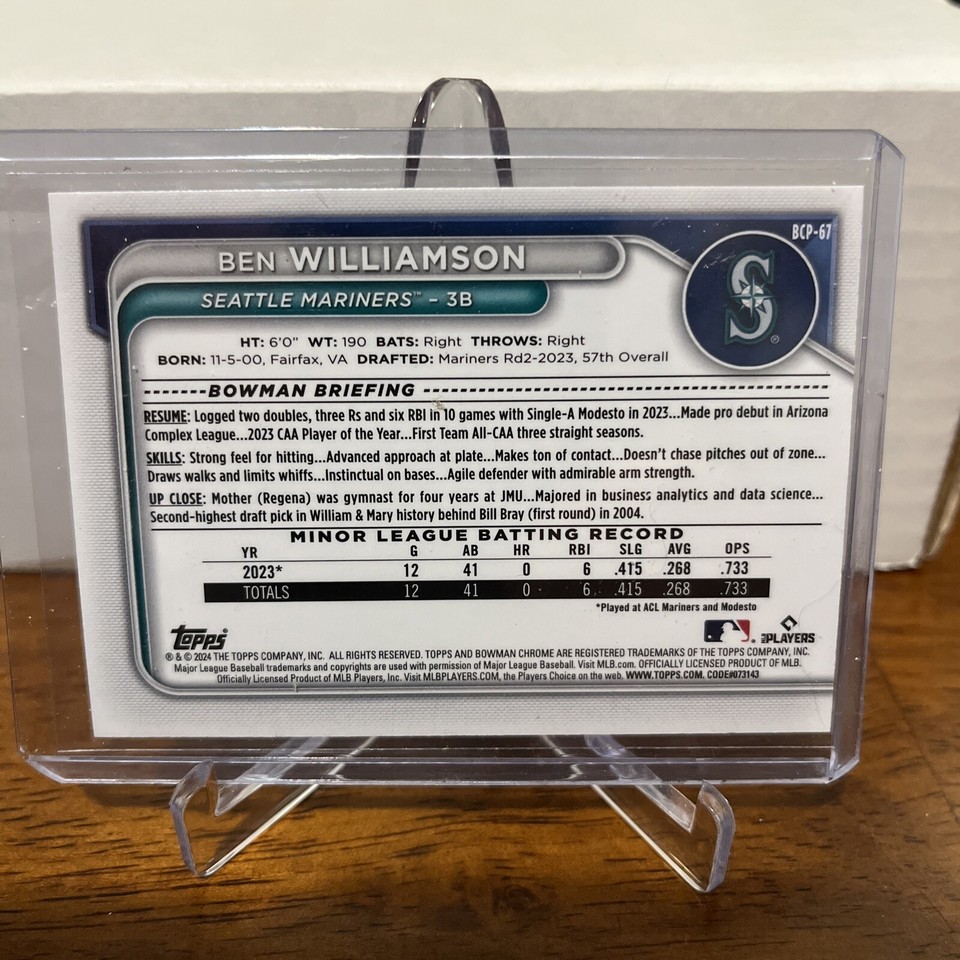 BCP-67
BEN WILLIAMSON
SEATTLE MARINERS™ - 3B
S
®
HT: 6'0" WT: 190 BATS: Right THROWS: Right
BORN: 11-5-00, Fairfax, VA DRAFTED: Mariners Rd2-2023, 57th Overall
BOWMAN BRIEFING
RESUME: Logged two doubles, three Rs and six RBI in 10 games with Single-A Modesto in 2023...Made pro debut in Arizona
Complex League...2023 CAA Player of the Year...First Team All-CAA three straight seasons.
SKILLS: Strong feel for hitting...Advanced approach at plate...Makes ton of contact...Doesn't chase pitches out of zone...
Draws walks and limits whiffs...Instinctual on bases...Agile defender with admirable arm strength.
UP CLOSE: Mother (Regena) was gymnast for four years at JMU...Majored in business analytics and data science...
Second-highest draft pick in William & Mary history behind Bill Bray (first round) in 2004.
MINOR LEAGUE BATTING RECORD
YR G AB HR RBI SLG AVG OPS
2023* 12 41 0 6 .415 .268 .733
TOTALS 12 41 0 6 .415 .268 .733
*Played at ACL Mariners and Modesto
Topps PLAYERS
® & © 2024 THE TOPPS COMPANY, INC. ALL RIGHTS RESERVED. TOPPS AND BOWMAN CHROME ARE REGISTERED TRADEMARKS OF THE TOPPS COMPANY, INC.
Major League Baseball trademarks and copyrights are used with permission of Major League Baseball. Visit MLB.com. OFFICIALLY LICENSED PRODUCT OF MLB.
Officially Licensed Product of MLB Players, Inc. Visit MLBPLAYERS.COM, the Players Choice on the web. WWW.TOPPS.COM. CODE#073143